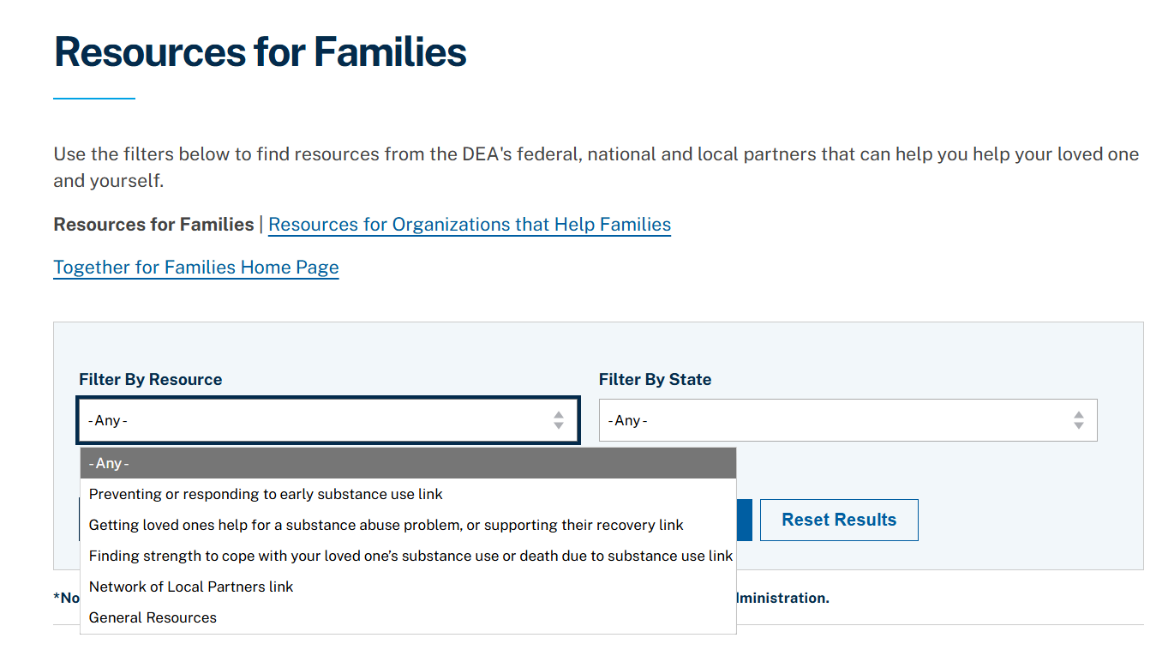 Resources for Families
Use the filters below to find resources from the DEA's federal, national and local partners that can help you help your loved one
and yourself.
Resources for Families | Resources for Organizations that Help Families
Together for Families Home Page
Filter By Resource Filter By State
- Any - - Any -
- Any -
Preventing or responding to early substance use link
Getting loved ones help for a substance abuse problem, or supporting their recovery link
Reset Results
Finding strength to cope with your loved one's substance use or death due to substance use link
Network of Local Partners link
General Resources